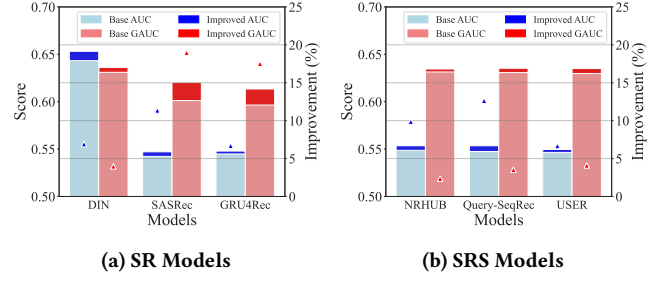 Base AUC
Improved AUC
Base GAUC
Improved GAUC
0.70
0.65
0.60
0.55
0.50
Score
25
20
15
10
5
0
Improvement (%)
DIN
SASRec
GRU4Rec
Models
(a) SR Models
Base AUC
Improved AUC
Base GAUC
Improved GAUC
0.70
0.65
0.60
0.55
0.50
Score
25
20
15
10
5
0
Improvement (%)
NRHUB
Query-SeqRec
USER
Models
(b) SRS Models